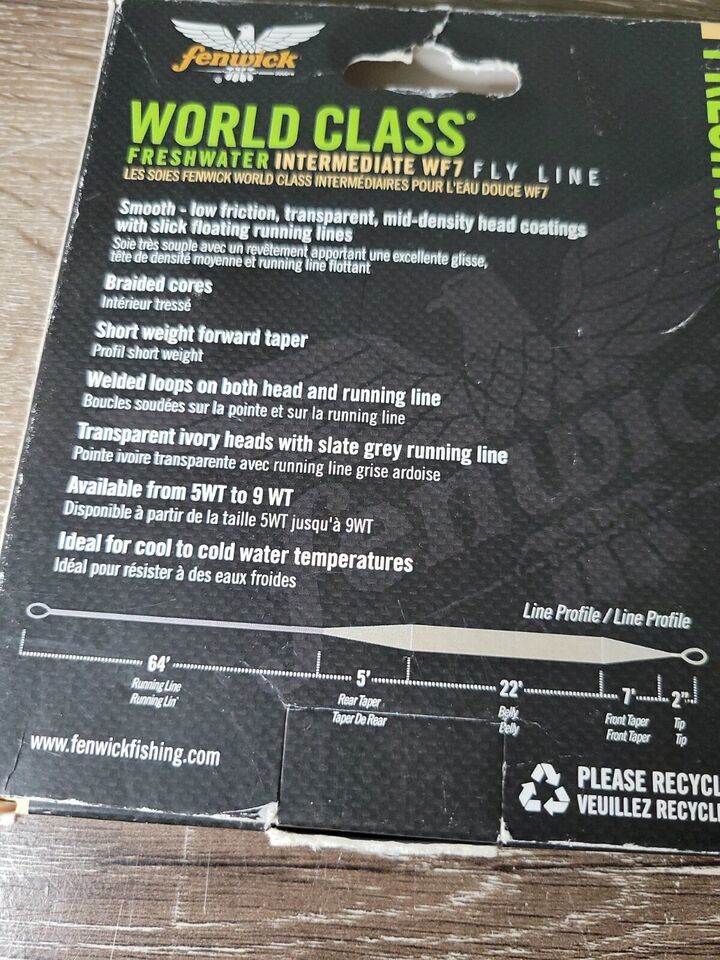 fenwick
WORLD CLASS®
FRESHWATER INTERMEDIATE WF7 FLY LINE
LES SOIES FENWICK WORLD CLASS INTERMÉDIAIRES POUR L'EAU DOUCE WF7
Smooth - low friction, transparent, mid-density head coatings
with slick floating running lines
Soie très souple avec un revêtement apportant une excellente glisse,
tête de densité moyenne et running line flottant
Braided cores
Intérieur tressé
Short weight forward taper
Profil short weight
Welded loops on both head and running line
Boucles soudées sur la pointe et sur la running line
Transparent ivory heads with slate grey running line
Pointe ivoire transparente avec running line grise ardoise
Available from 5WT to 9 WT
Disponible à partir de la taille 5WT jusqu'à 9WT
Ideal for cool to cold water temperatures
Idéal pour résister à des eaux froides
Line Profile / Line Profile
64' 5' 22' 7' 2"
Running Line Rear Taper Belly Front Taper Tip
Running Lin' Taper De Rear Belly Front Taper Tip
www.fenwickfishing.com
PLEASE RECYCL
VEUILLEZ RECYCL